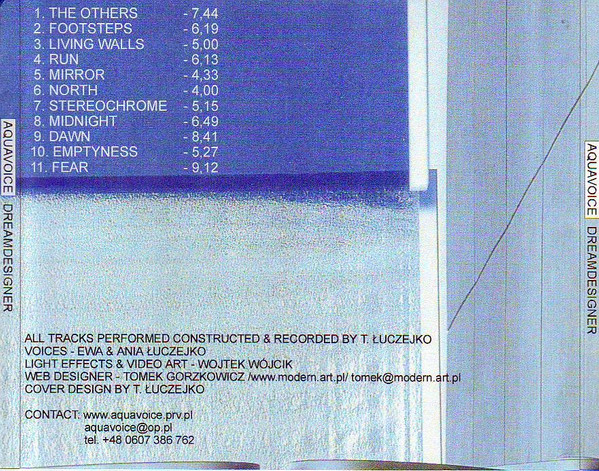 1. THE OTHERS - 7,44
2. FOOTSTEPS - 6,19
3. LIVING WALLS - 5,00
4. RUN - 6,13
5. MIRROR - 4,33
6. NORTH - 4,00
7. STEREOCHROME - 5,15
8. MIDNIGHT - 6,49
9. DAWN - 8,41
10. EMPTYNESS - 5,27
11. FEAR - 9,12
AQUAVOICE DREAMDESIGNER
AQUAVOICE DREAMDESIGNER
ALL TRACKS PERFORMED CONSTRUCTED & RECORDED BY T. ŁUCZEJKO
VOICES - EWA & ANIA ŁUCZEJKO
LIGHT EFFECTS & VIDEO ART - WOJTEK WÓJCIK
WEB DESIGNER - TOMEK GORZKOWICZ /www.modern.art.pl/ tomek@modern.art.pl
COVER DESIGN BY T. ŁUCZEJKO
CONTACT: www.aquavoice.prv.pl
aquavoice@op.pl
tel. +48 0607 386 762